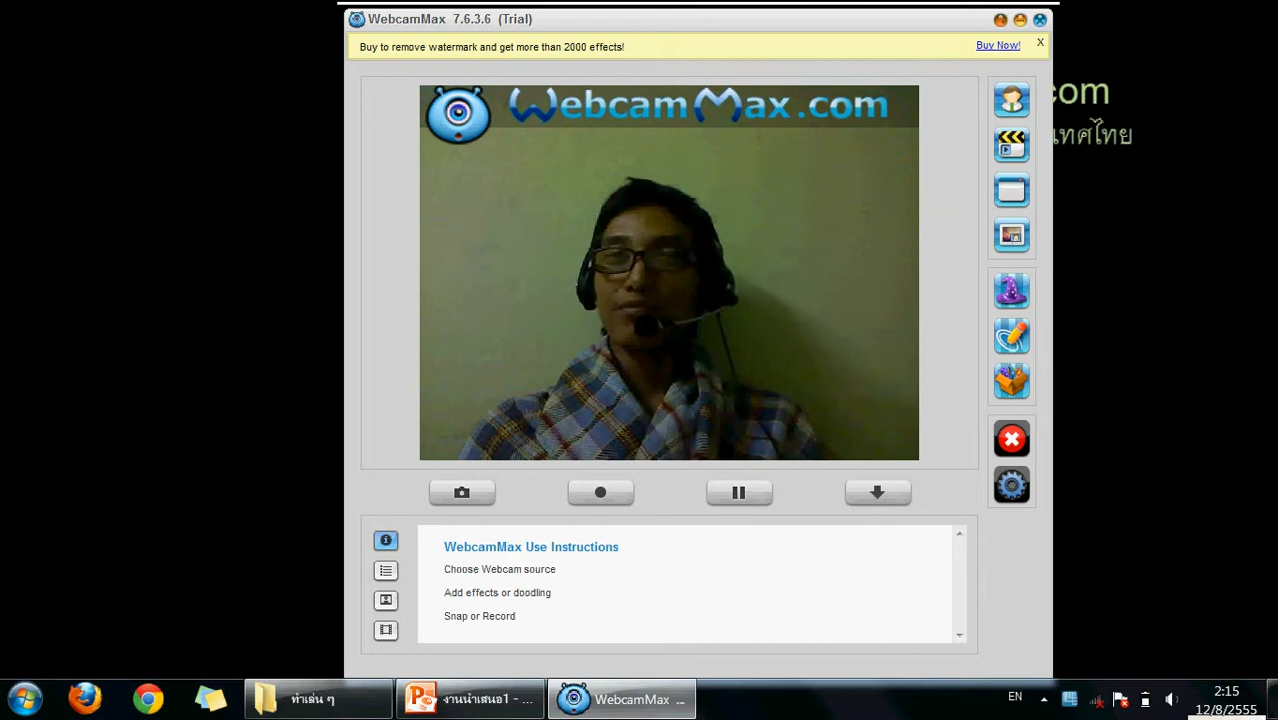 WebcamMax 7.6.3.6 (Trial)
Buy to remove watermark and get more than 2000 effects!
Buy Now!
X
WebcamMax.com
com
ทศไทย
WebcamMax Use Instructions
Choose Webcam source
Add effects or doodling
Snap or Record
ทำเล่น ๆ
งานนำเสนอ1 - ...
WebcamMax ...
EN
2:15
12/8/2555